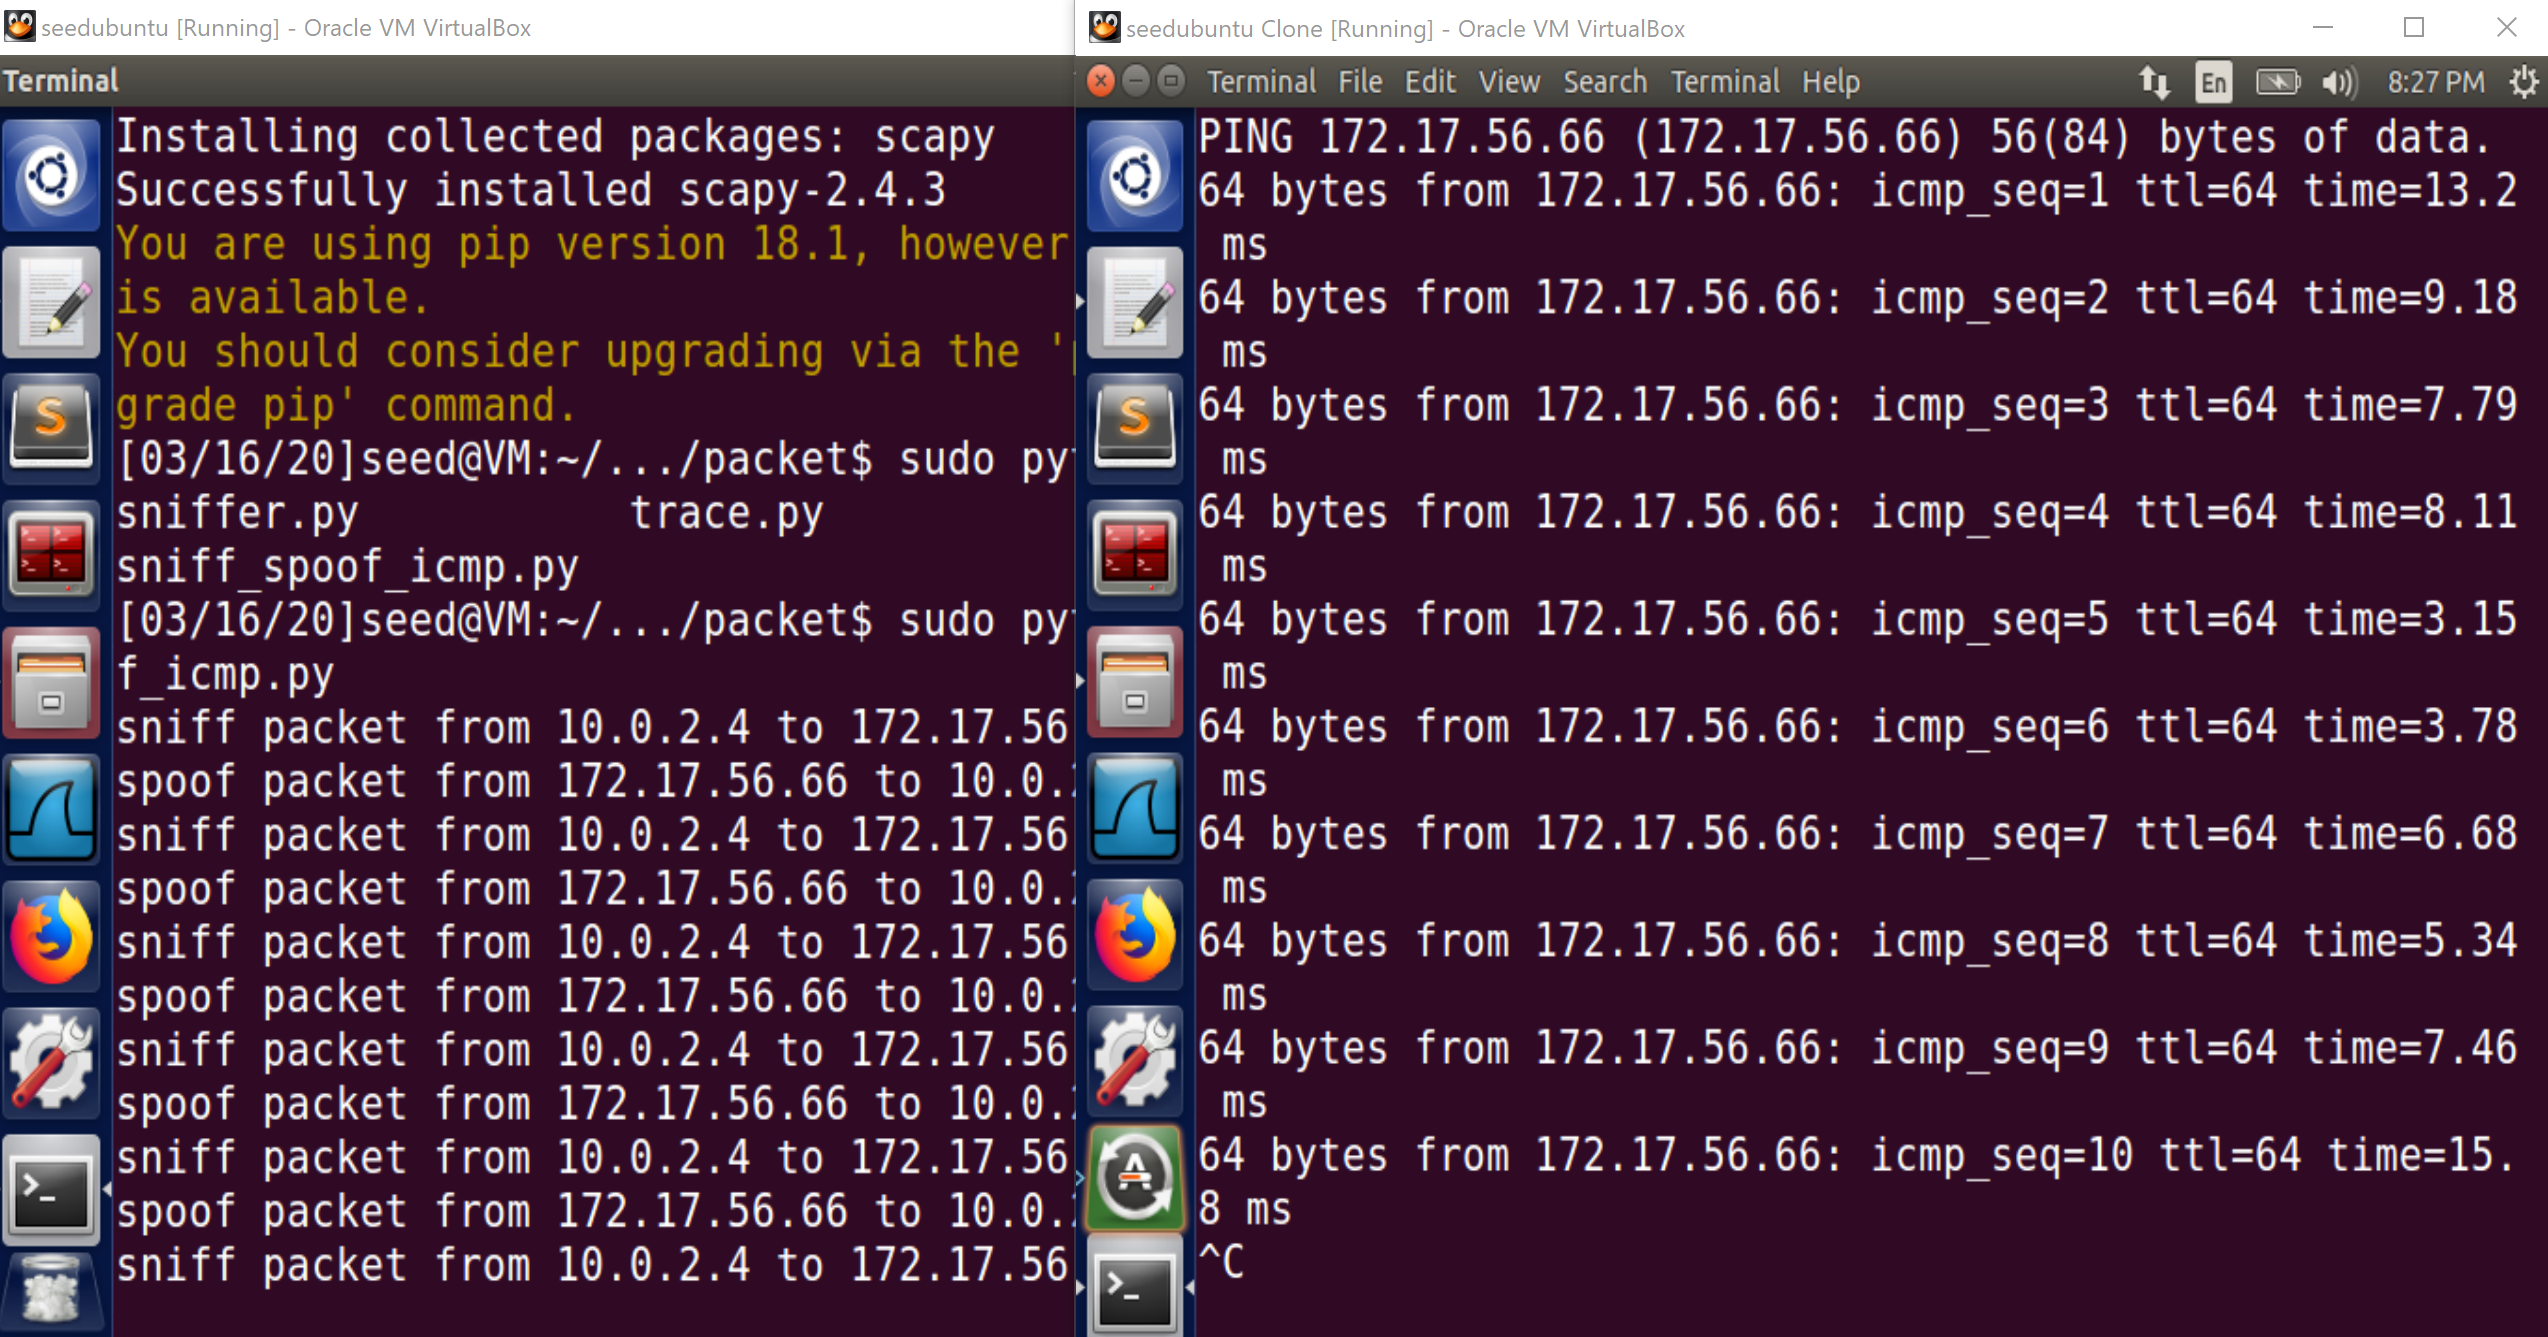 seedubuntu [Running] - Oracle VM VirtualBox
Terminal
Installing collected packages: scapy
Successfully installed scapy-2.4.3
You are using pip version 18.1, however
is available.
You should consider upgrading via the '
grade pip' command.
[03/16/20]seed@VM:~/.../packet$ sudo py
sniffer.py trace.py
sniff_spoof_icmp.py
[03/16/20]seed@VM:~/.../packet$ sudo py
f_icmp.py
sniff packet from 10.0.2.4 to 172.17.56
spoof packet from 172.17.56.66 to 10.0.
sniff packet from 10.0.2.4 to 172.17.56
spoof packet from 172.17.56.66 to 10.0.
sniff packet from 10.0.2.4 to 172.17.56
spoof packet from 172.17.56.66 to 10.0.
sniff packet from 10.0.2.4 to 172.17.56
spoof packet from 172.17.56.66 to 10.0.
sniff packet from 10.0.2.4 to 172.17.56
spoof packet from 172.17.56.66 to 10.0.
sniff packet from 10.0.2.4 to 172.17.56
seedubuntu Clone [Running] - Oracle VM VirtualBox
Terminal File Edit View Search Terminal Help En 8:27 PM
PING 172.17.56.66 (172.17.56.66) 56(84) bytes of data.
64 bytes from 172.17.56.66: icmp_seq=1 ttl=64 time=13.2
ms
64 bytes from 172.17.56.66: icmp_seq=2 ttl=64 time=9.18
ms
64 bytes from 172.17.56.66: icmp_seq=3 ttl=64 time=7.79
ms
64 bytes from 172.17.56.66: icmp_seq=4 ttl=64 time=8.11
ms
64 bytes from 172.17.56.66: icmp_seq=5 ttl=64 time=3.15
ms
64 bytes from 172.17.56.66: icmp_seq=6 ttl=64 time=3.78
ms
64 bytes from 172.17.56.66: icmp_seq=7 ttl=64 time=6.68
ms
64 bytes from 172.17.56.66: icmp_seq=8 ttl=64 time=5.34
ms
64 bytes from 172.17.56.66: icmp_seq=9 ttl=64 time=7.46
ms
64 bytes from 172.17.56.66: icmp_seq=10 ttl=64 time=15.
8 ms
^C